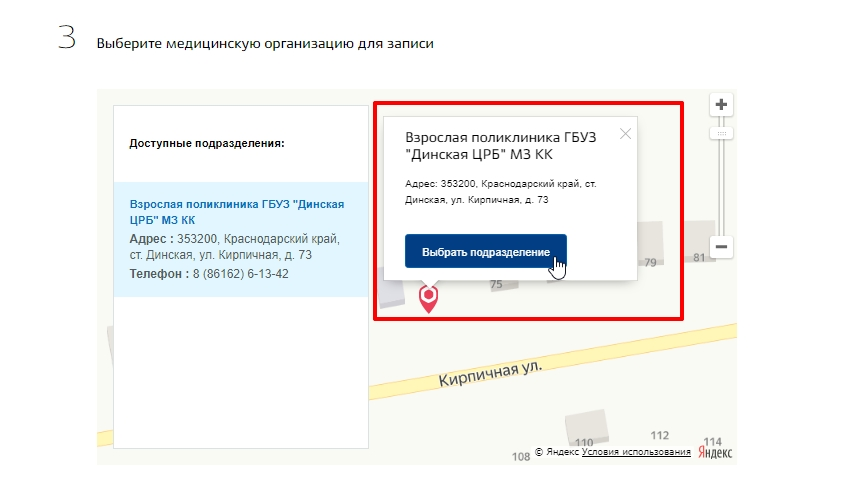 3 Выберите медицинскую организацию для записи
Доступные подразделения:
Взрослая поликлиника ГБУЗ "Динская
ЦРБ" МЗ КК
Адрес : 353200, Краснодарский край,
ст. Динская, ул. Кирпичная, д. 73
Телефон : 8 (86162) 6-13-42
Взрослая поликлиника ГБУЗ
"Динская ЦРБ" МЗ КК
Адрес: 353200, Краснодарский край, ст.
Динская, ул. Кирпичная, д. 73
Выбрать подразделение
75
79
81
Кирпичная ул.
108
110
112
114
© Яндекс Условия использования Яндекс